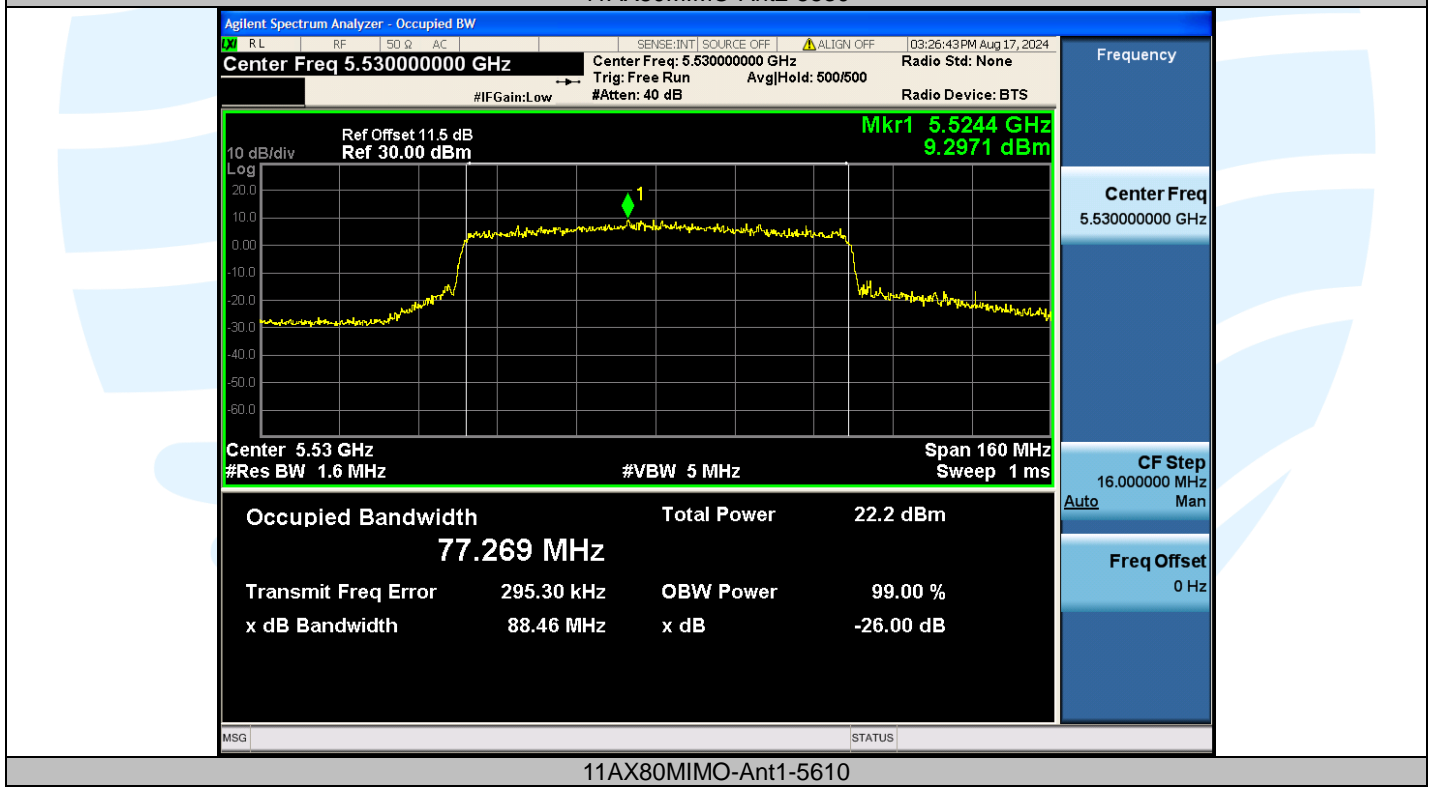 Agilent Spectrum Analyzer - Occupied BW
LXI RL RF 50 Ω AC SENSE:INT SOURCE OFF ALIGN OFF 03:26:43 PM Aug 17, 2024
Center Freq 5.530000000 GHz
Center Freq: 5.530000000 GHz
Radio Std: None
Trig: Free Run Avg|Hold: 500/500
#IFGain:Low
#Atten: 40 dB
Radio Device: BTS
Frequency
Ref Offset 11.5 dB
10 dB/div Ref 30.00 dBm
Mkr1 5.5244 GHz
9.2971 dBm
Log
20.0
10.0
0.00
-10.0
-20.0
-30.0
-40.0
-50.0
-60.0
1
Center 5.53 GHz Span 160 MHz
#Res BW 1.6 MHz #VBW 5 MHz Sweep 1 ms
Center Freq
5.530000000 GHz
CF Step
16.000000 MHz
Auto Man
Freq Offset
0 Hz
Occupied Bandwidth Total Power 22.2 dBm
77.269 MHz
Transmit Freq Error 295.30 kHz OBW Power 99.00 %
x dB Bandwidth 88.46 MHz x dB -26.00 dB
MSG STATUS
11AX80MIMO-Ant1-5610